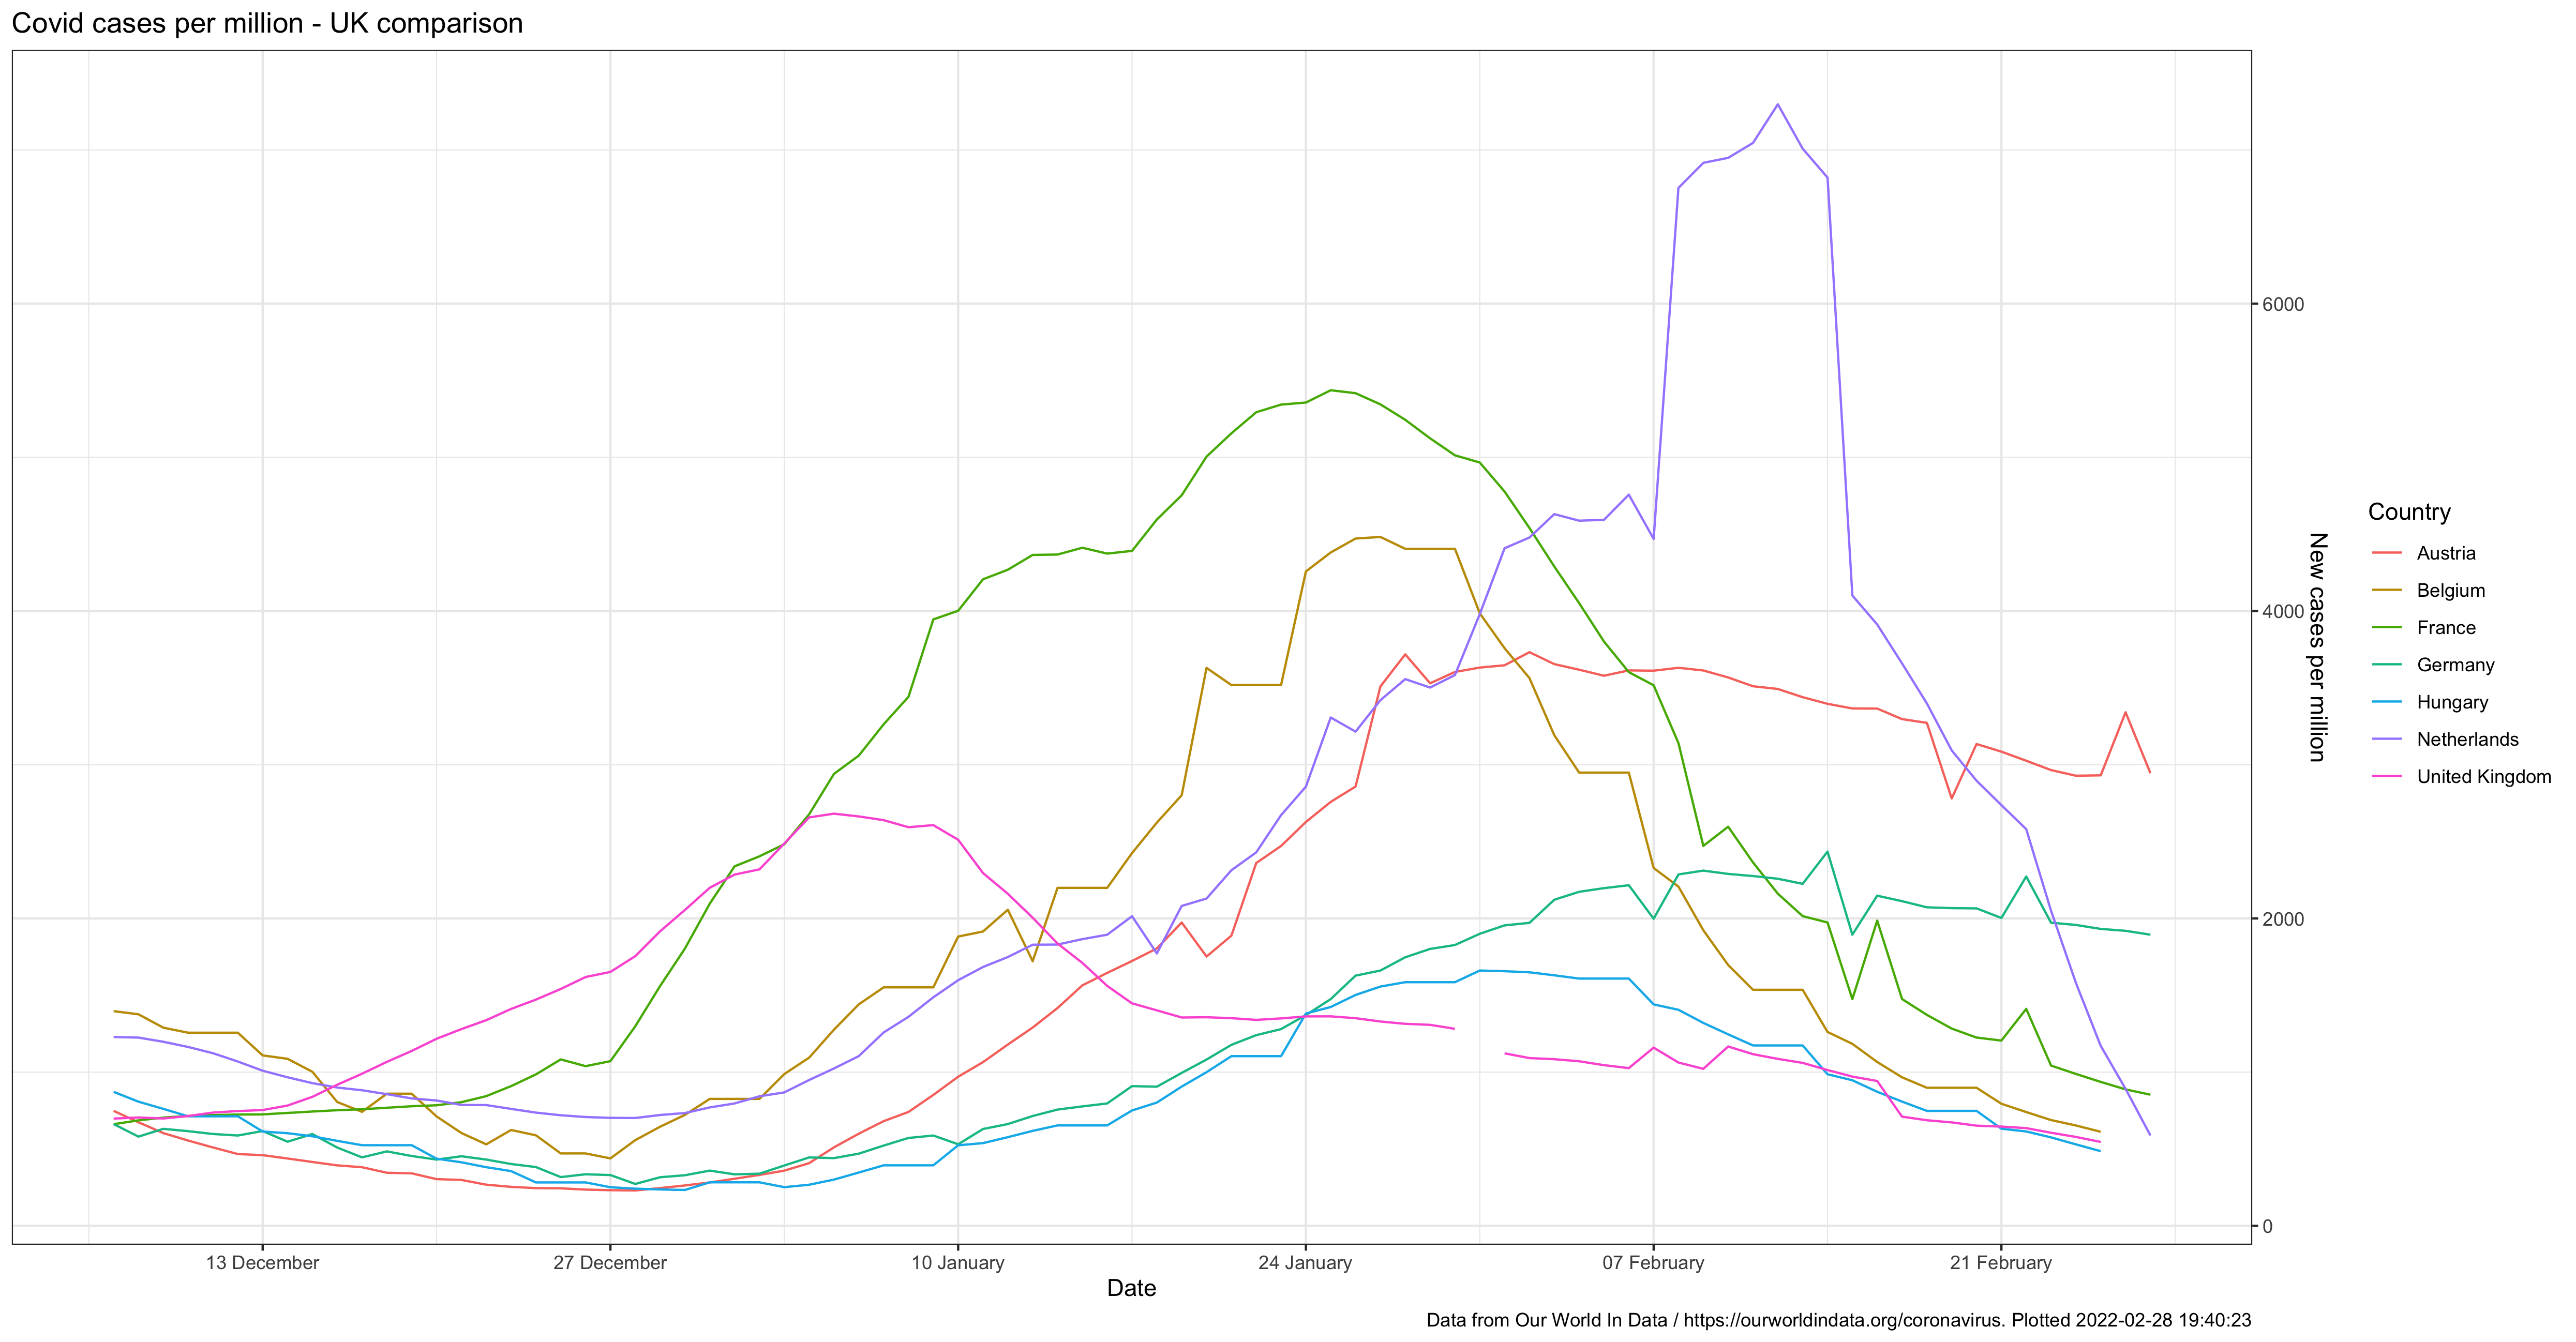 Covid cases per million - UK comparison
6000
4000
2000
0
New cases per million
13 December
27 December
10 January
24 January
07 February
21 February
Date
Country
Austria
Belgium
France
Germany
Hungary
Netherlands
United Kingdom
Data from Our World In Data / https://ourworldindata.org/coronavirus. Plotted 2022-02-28 19:40:23